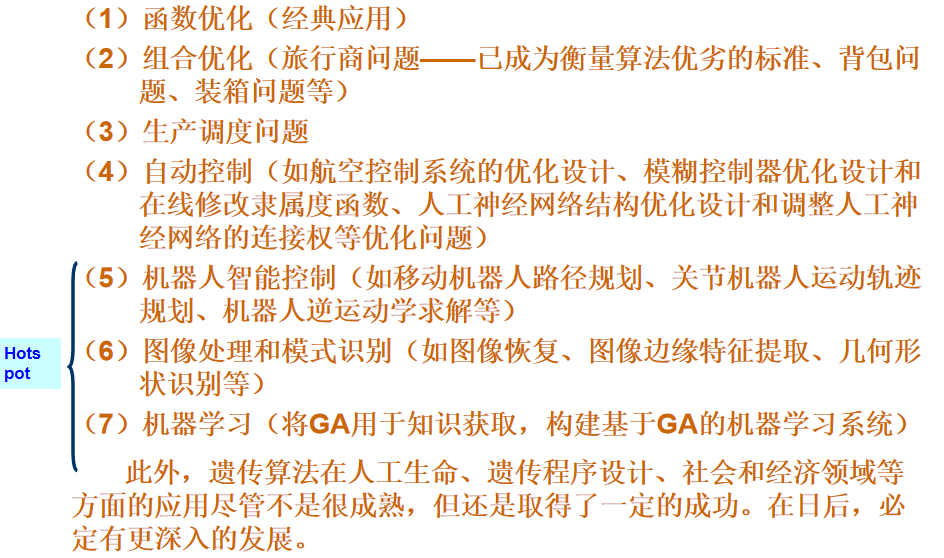 （1）函数优化（经典应用）
（2）组合优化（旅行商问题——已成为衡量算法优劣的标准、背包问
题、装箱问题等）
（3）生产调度问题
（4）自动控制（如航空控制系统的优化设计、模糊控制器优化设计和
在线修改隶属度函数、人工神经网络结构优化设计和调整人工神
经网络的连接权等优化问题）
（5）机器人智能控制（如移动机器人路径规划、关节机器人运动轨迹
规划、机器人逆运动学求解等）
Hots
pot
（6）图像处理和模式识别（如图像恢复、图像边缘特征提取、几何形
状识别等）
（7）机器学习（将GA用于知识获取，构建基于GA的机器学习系统）
此外，遗传算法在人工生命、遗传程序设计、社会和经济领域等
方面的应用尽管不是很成熟，但还是取得了一定的成功。在日后，必
定有更深入的发展。